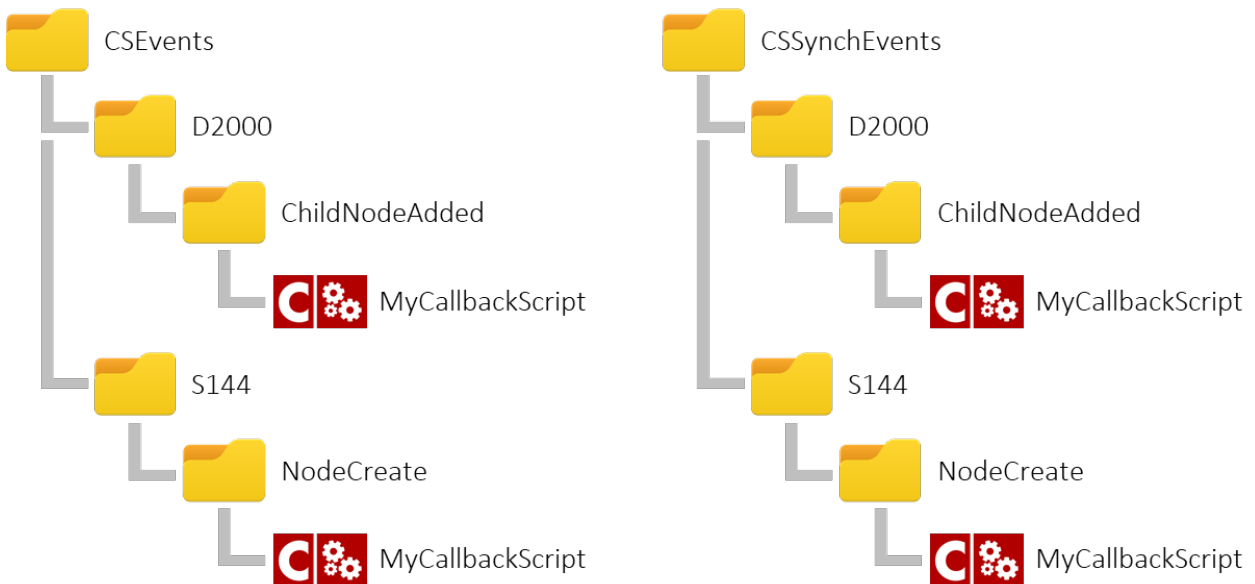 CSEvents
D2000
ChildNodeAdded
MyCallbackScript
S144
NodeCreate
MyCallbackScript
CSSynchEvents
D2000
ChildNodeAdded
MyCallbackScript
S144
NodeCreate
MyCallbackScript